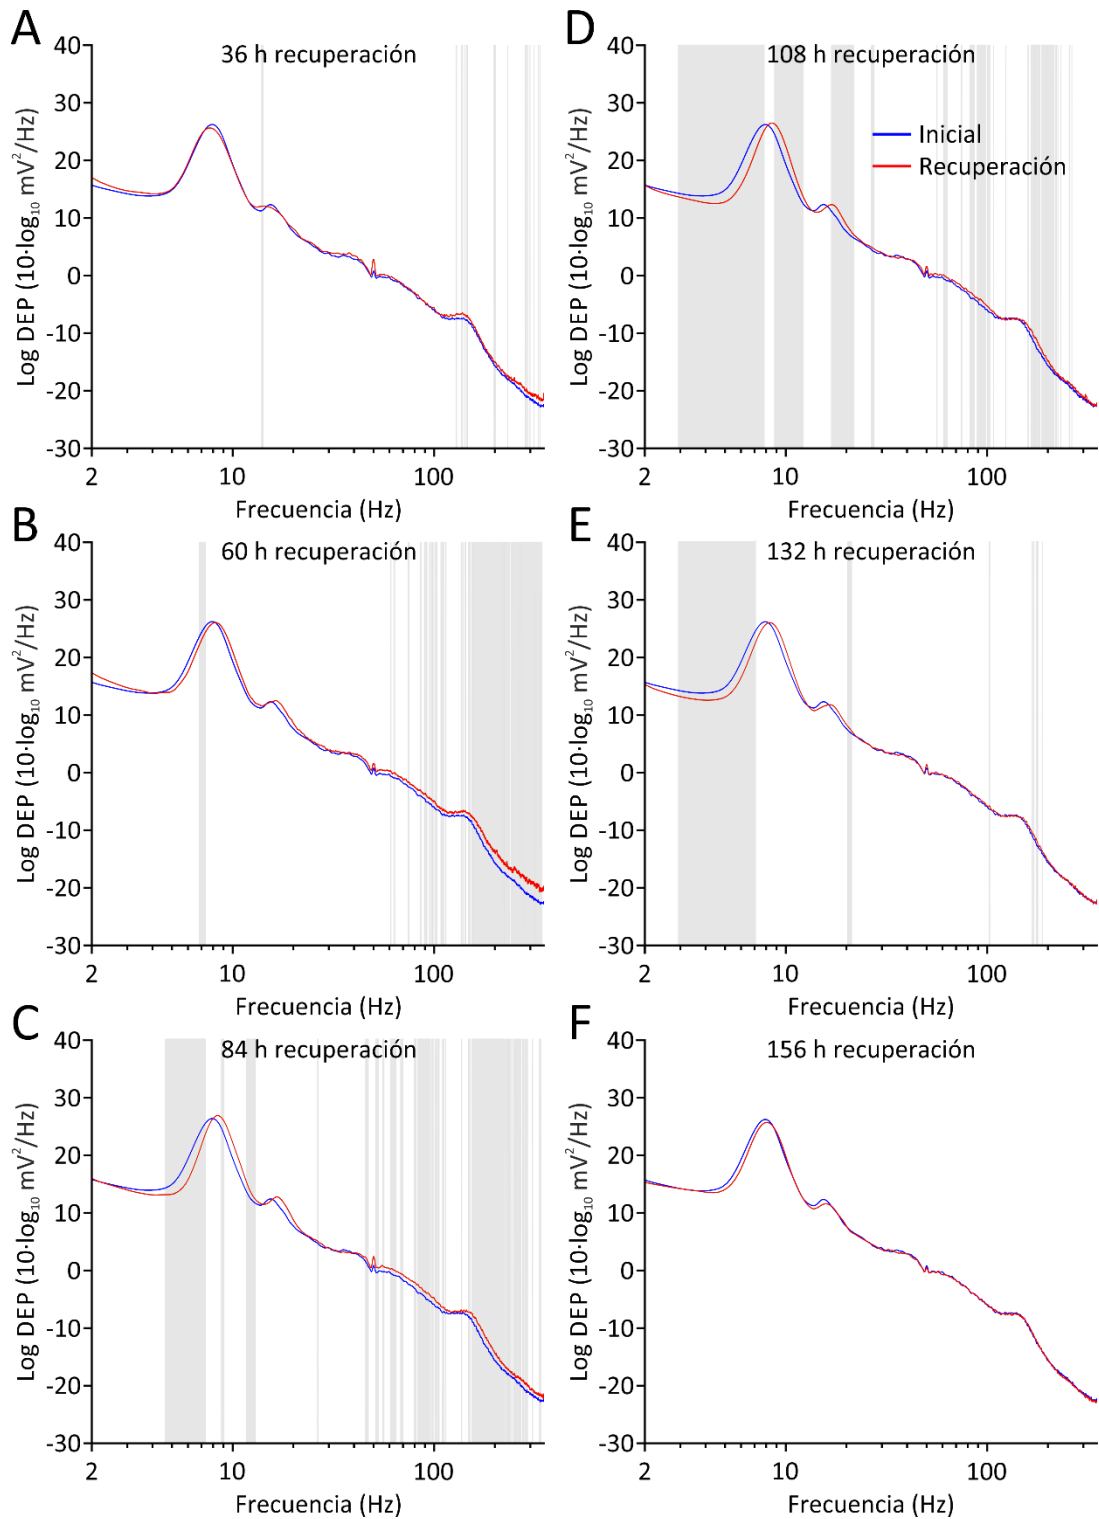 A
36 h recuperación
40
30
20
10
0
-10
-20
-30
Log DEP (10·log₁₀ mV²/Hz)
2
10
100
Frecuencia (Hz)
D
108 h recuperación
Inicial
Recuperación
40
30
20
10
0
-10
-20
-30
Log DEP (10·log₁₀ mV²/Hz)
2
10
100
Frecuencia (Hz)
B
60 h recuperación
40
30
20
10
0
-10
-20
-30
Log DEP (10·log₁₀ mV²/Hz)
2
10
100
Frecuencia (Hz)
E
132 h recuperación
40
30
20
10
0
-10
-20
-30
Log DEP (10·log₁₀ mV²/Hz)
2
10
100
Frecuencia (Hz)
C
84 h recuperación
40
30
20
10
0
-10
-20
-30
Log DEP (10·log₁₀ mV²/Hz)
2
10
100
Frecuencia (Hz)
F
156 h recuperación
40
30
20
10
0
-10
-20
-30
Log DEP (10·log₁₀ mV²/Hz)
2
10
100
Frecuencia (Hz)